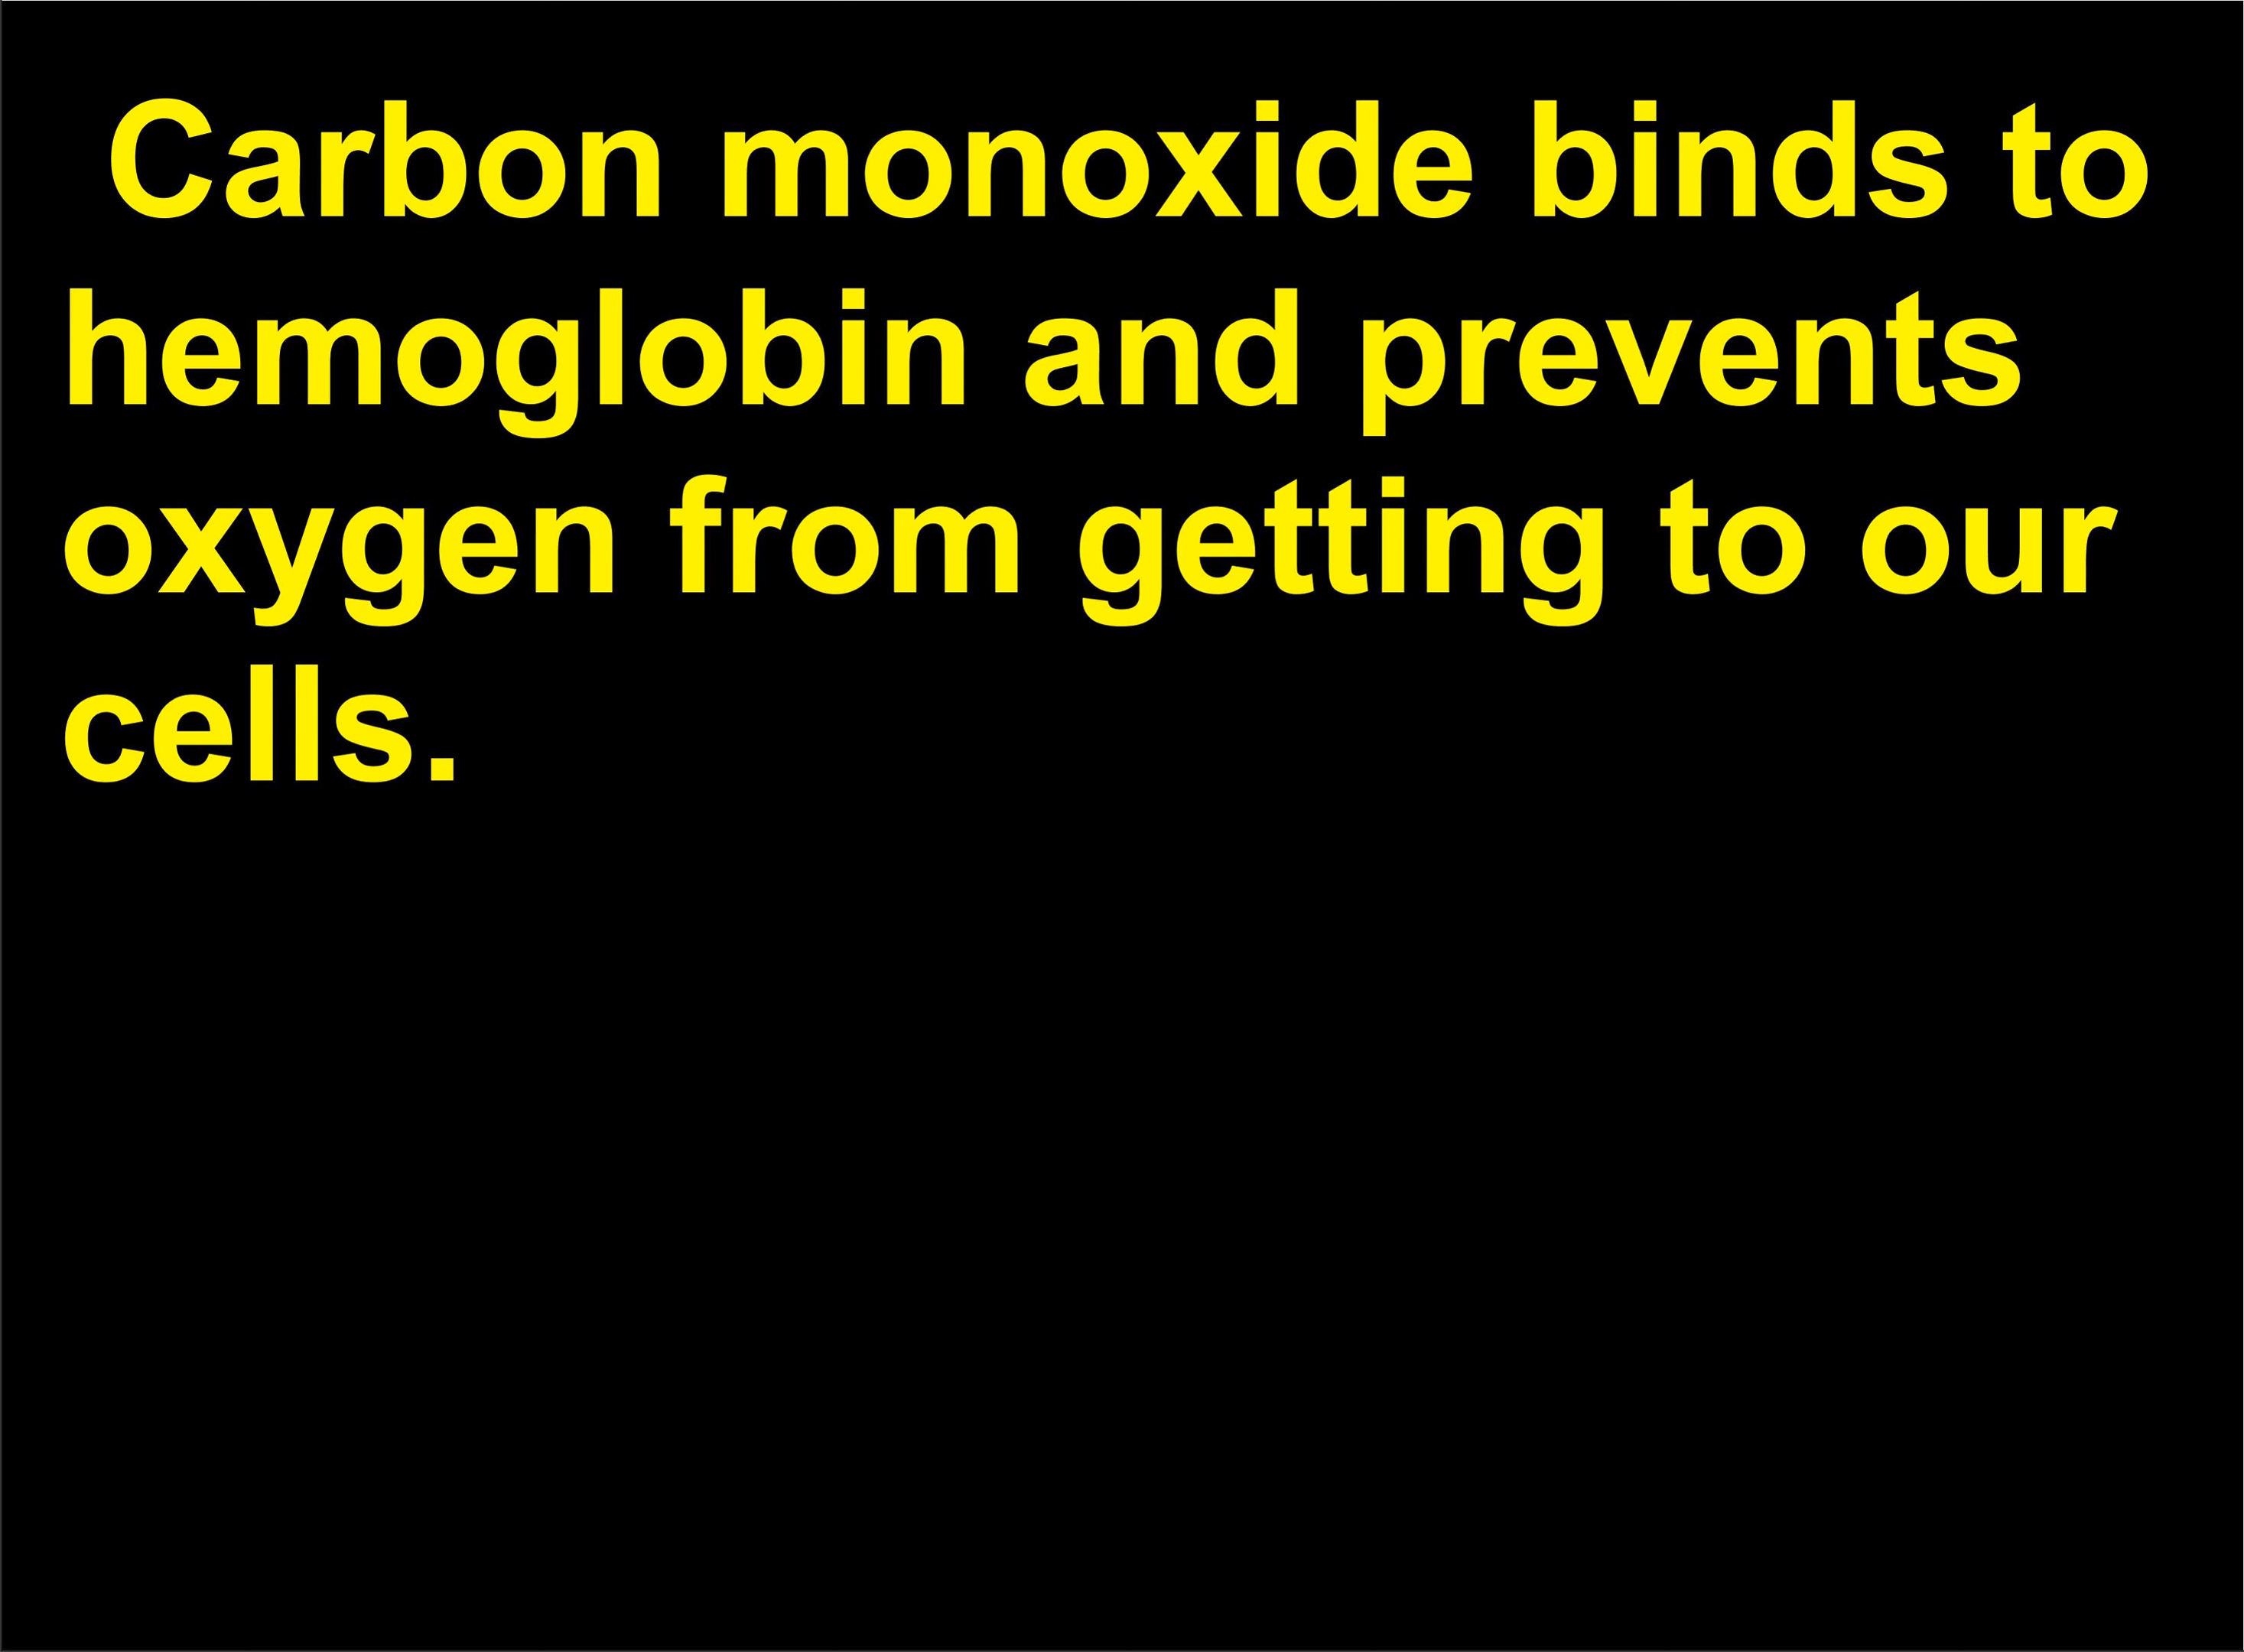 Carbon monoxide binds to
hemoglobin and prevents
oxygen from getting to our
cells.